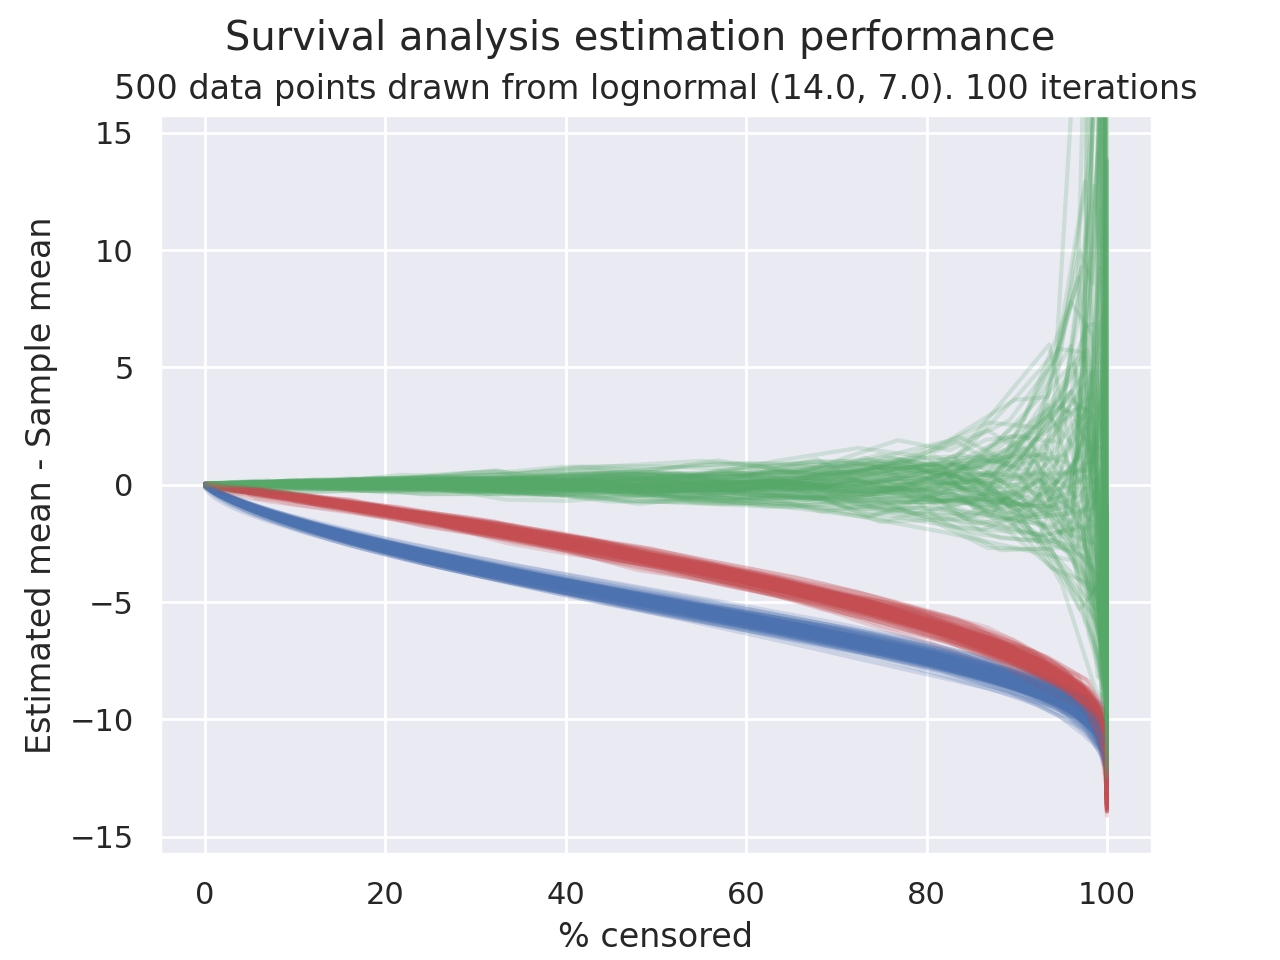 Survival analysis estimation performance
500 data points drawn from lognormal (14.0, 7.0). 100 iterations
Estimated mean - Sample mean
15
10
5
0
−5
−10
−15
0 20 40 60 80 100
% censored